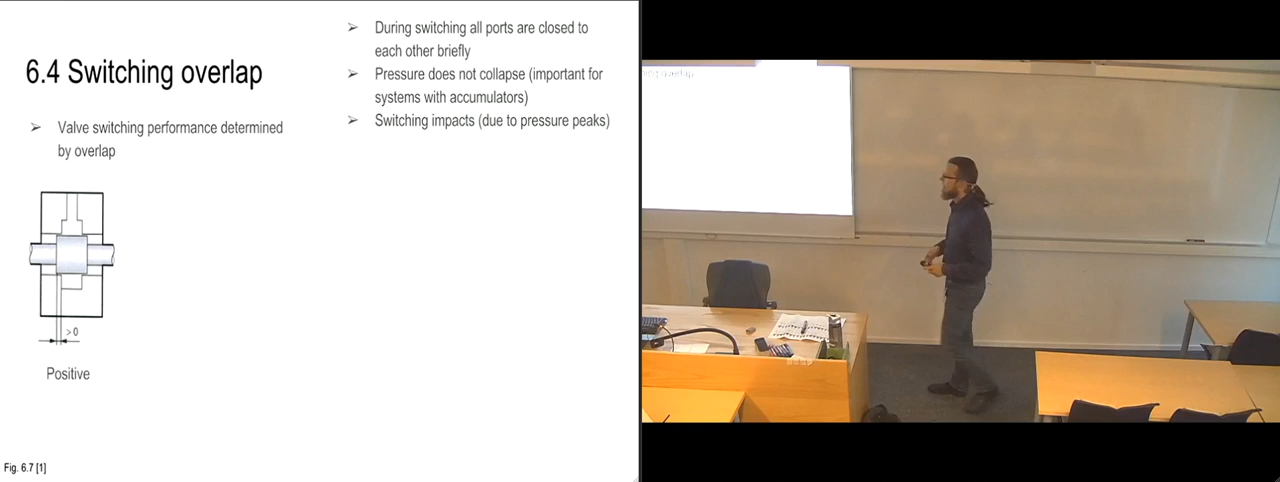 6.4 Switching overlap
➢ Valve switching performance determined
by overlap
> 0
Positive
Fig. 6.7 [1]
➢ During switching all ports are closed to
each other briefly
➢ Pressure does not collapse (important for
systems with accumulators)
➢ Switching impacts (due to pressure peaks)
overlap